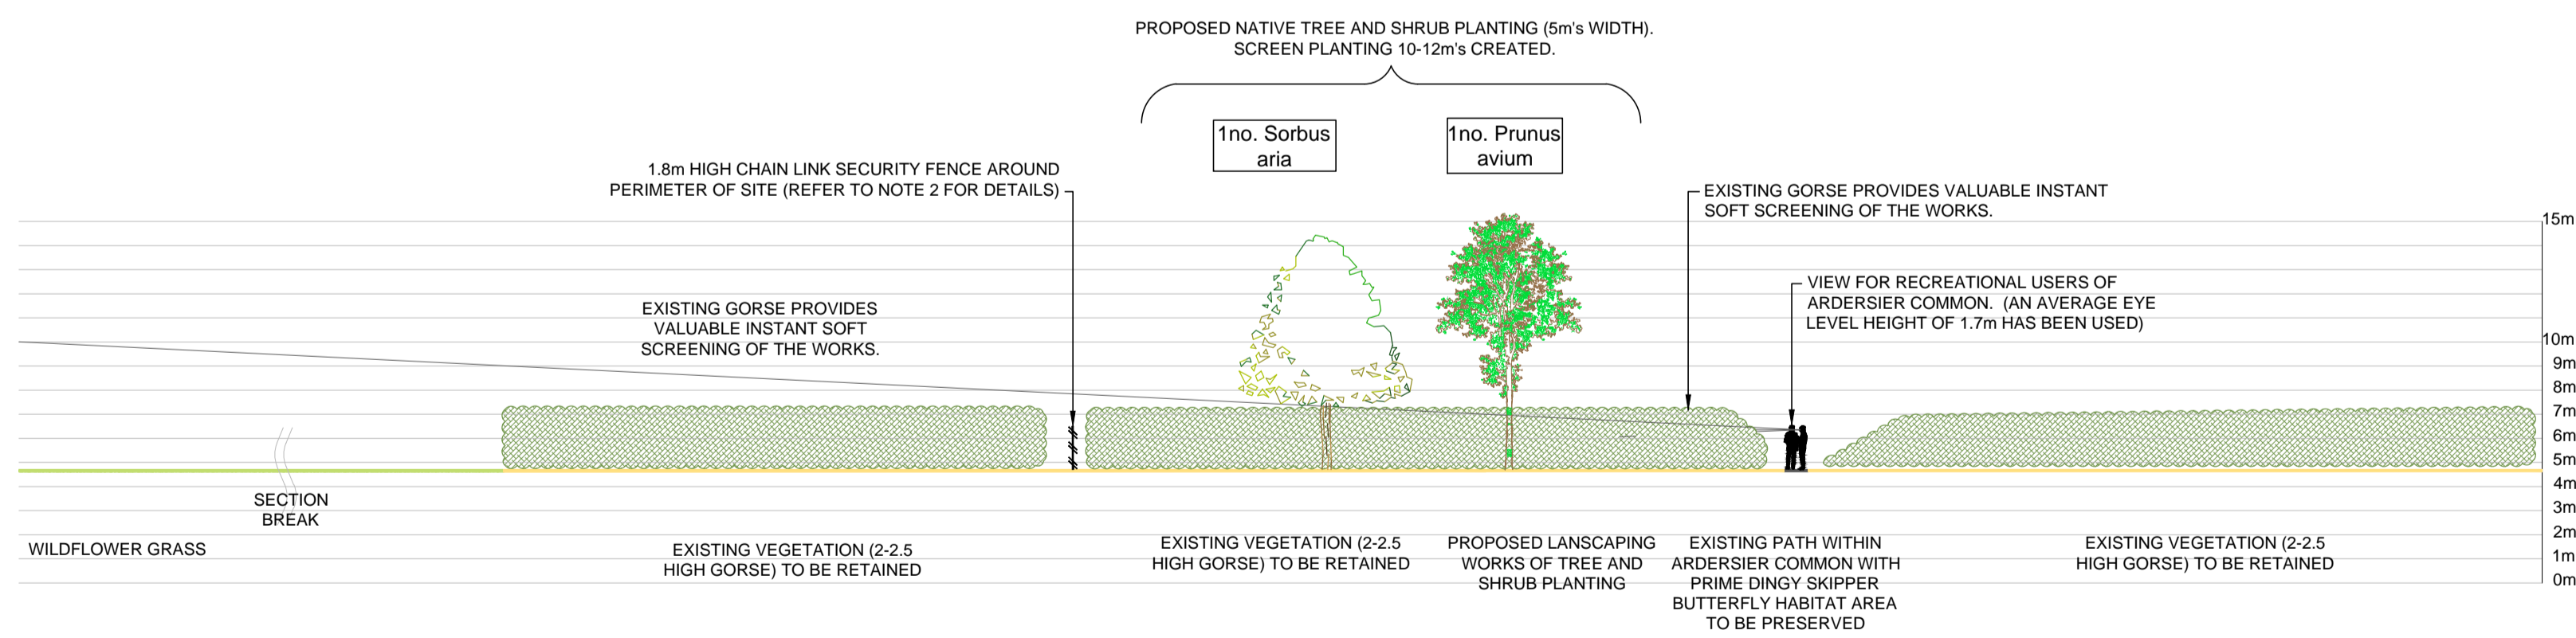 PROPOSED NATIVE TREE AND SHRUB PLANTING (5m's WIDTH).
SCREEN PLANTING 10-12m's CREATED.
1no. Sorbus
aria
1no. Prunus
avium
1.8m HIGH CHAIN LINK SECURITY FENCE AROUND
PERIMETER OF SITE (REFER TO NOTE 2 FOR DETAILS)
EXISTING GORSE PROVIDES VALUABLE INSTANT
SOFT SCREENING OF THE WORKS.
EXISTING GORSE PROVIDES
VALUABLE INSTANT SOFT
SCREENING OF THE WORKS.
VIEW FOR RECREATIONAL USERS OF
ARDERSIER COMMON. (AN AVERAGE EYE
LEVEL HEIGHT OF 1.7m HAS BEEN USED)
15m
10m
9m
8m
7m
6m
5m
4m
3m
2m
1m
0m
SECTION
BREAK
WILDFLOWER GRASS
EXISTING VEGETATION (2-2.5
HIGH GORSE) TO BE RETAINED
EXISTING VEGETATION (2-2.5
HIGH GORSE) TO BE RETAINED
PROPOSED LANSCAPING
WORKS OF TREE AND
SHRUB PLANTING
EXISTING PATH WITHIN
ARDERSIER COMMON WITH
PRIME DINGY SKIPPER
BUTTERFLY HABITAT AREA
TO BE PRESERVED
EXISTING VEGETATION (2-2.5
HIGH GORSE) TO BE RETAINED